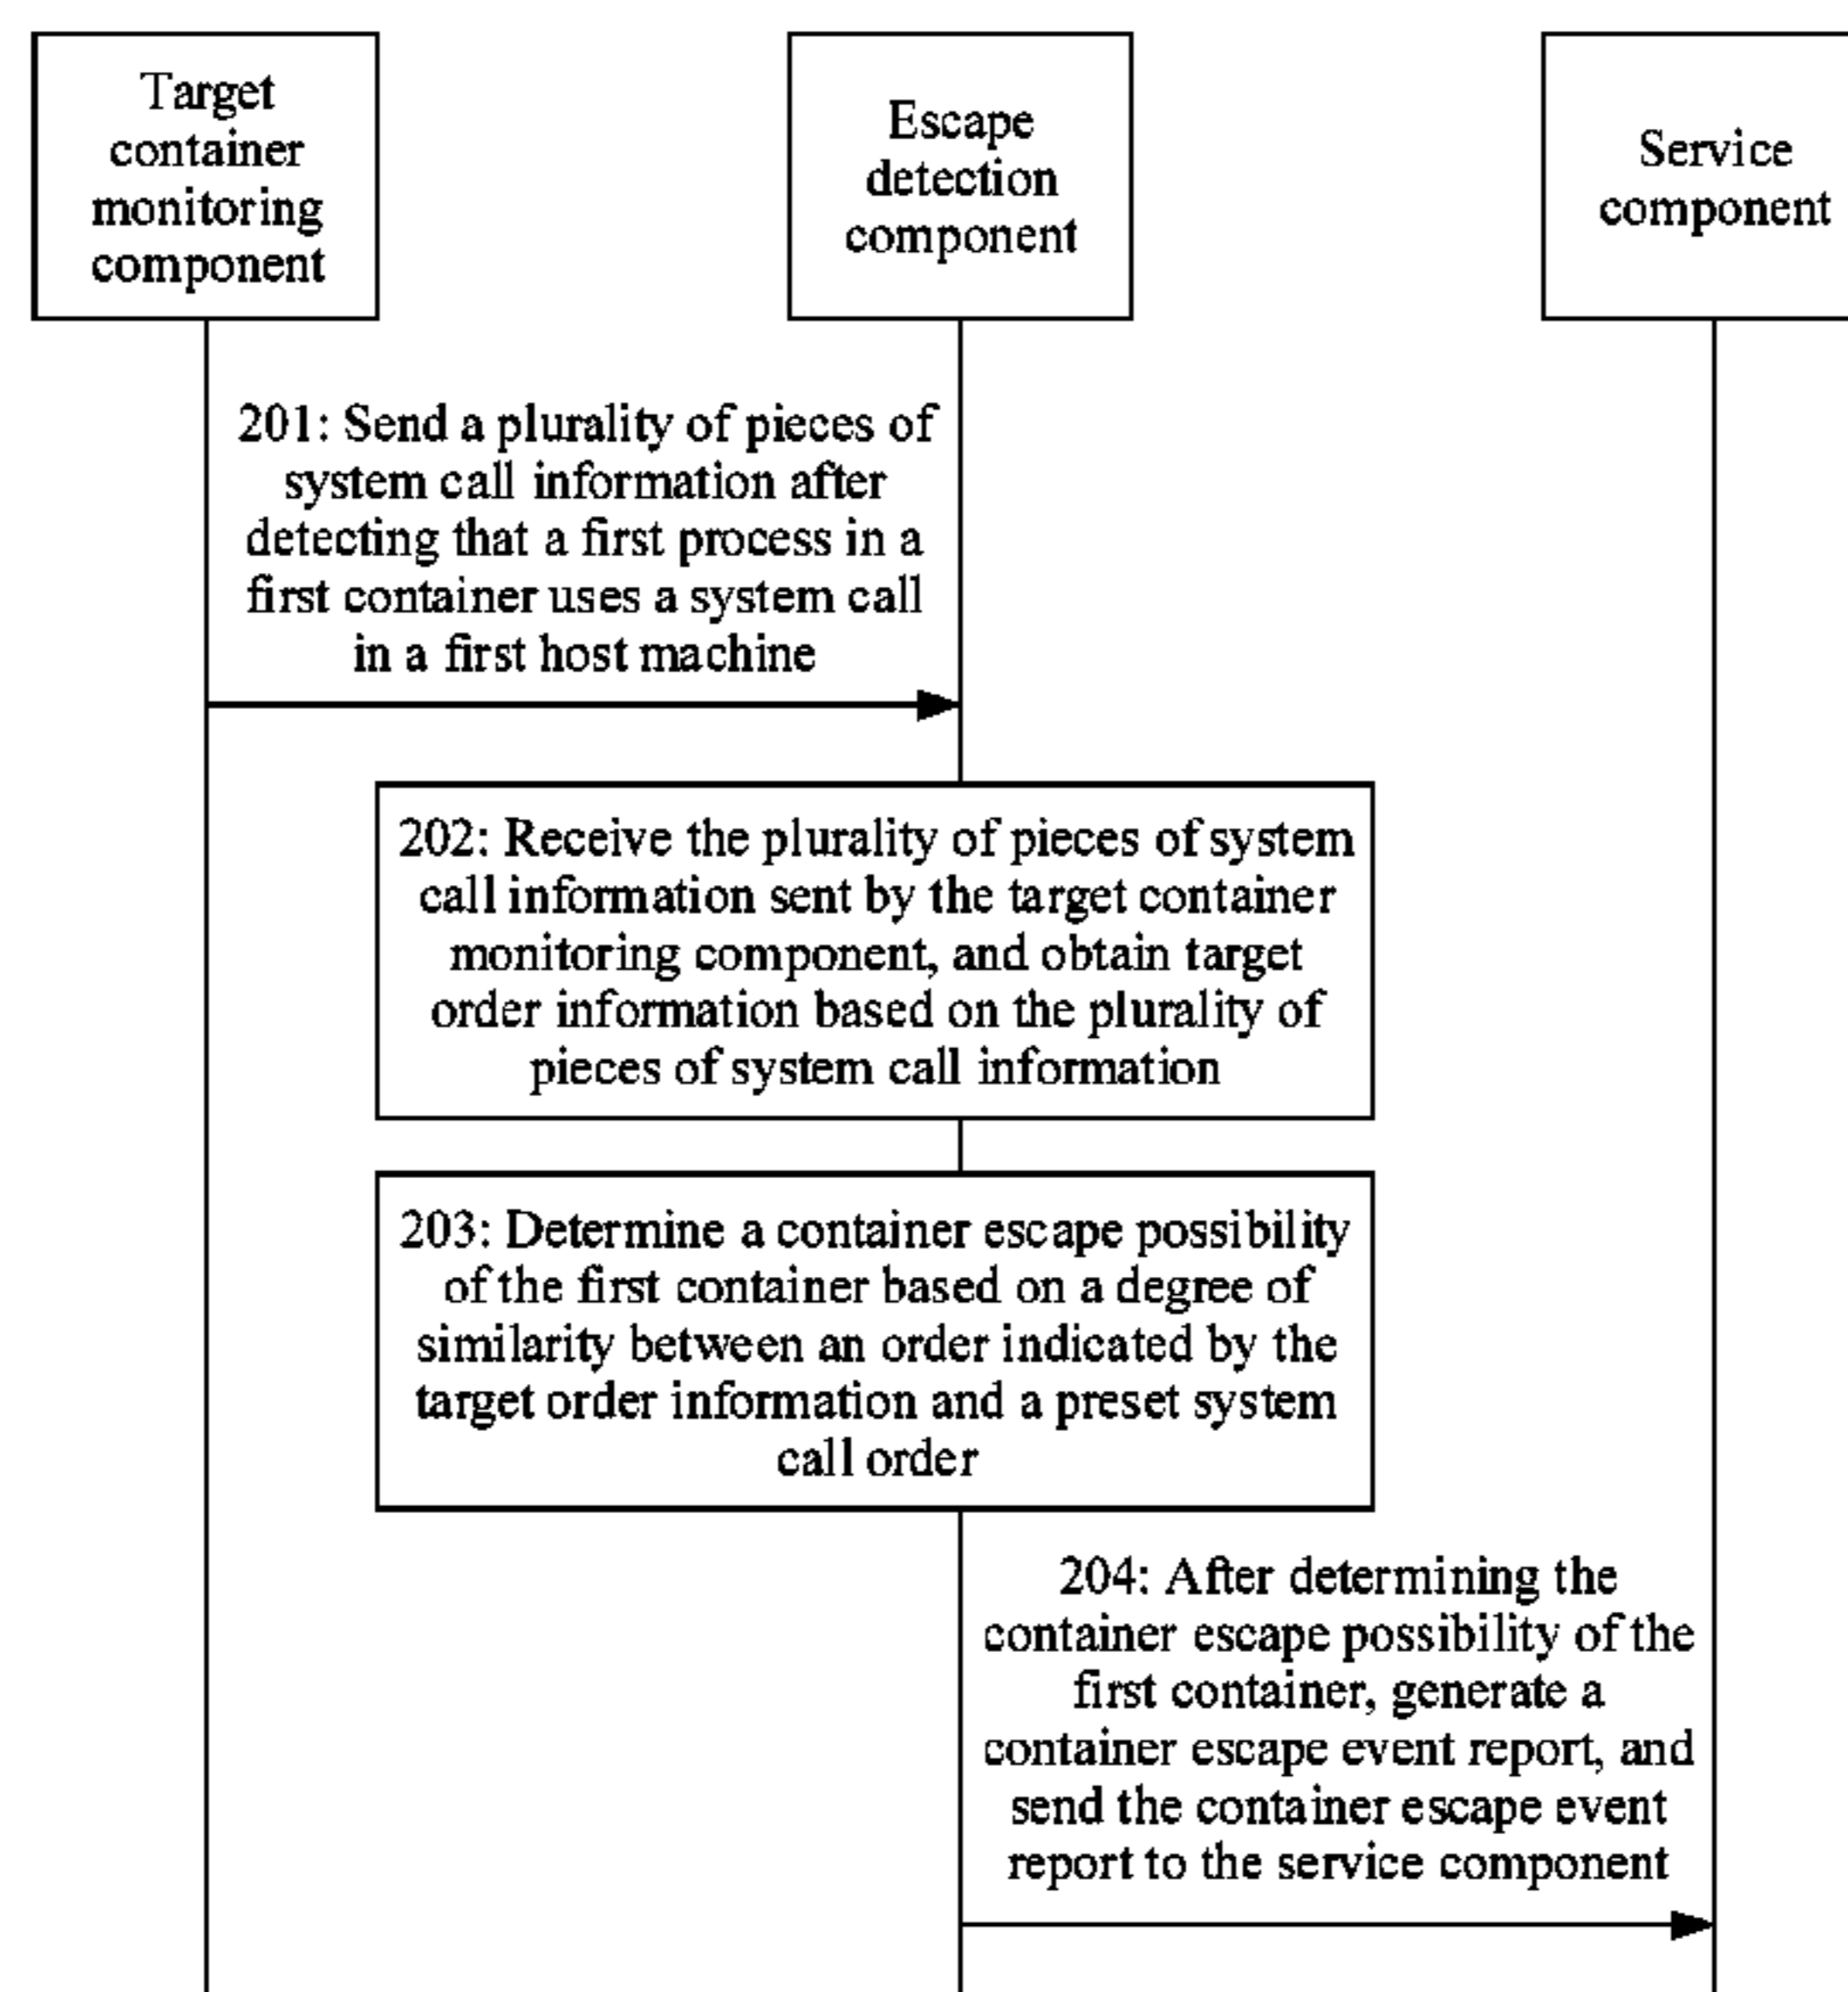 Target
container
monitoring
component
Escape
detection
component
Service
component
201: Send a plurality of pieces of
system call information after
detecting that a first process in a
first container uses a system call
in a first host machine
202: Receive the plurality of pieces of system
call information sent by the target container
monitoring component, and obtain target
order information based on the plurality of
pieces of system call information
203: Determine a container escape possibility
of the first container based on a degree of
similarity between an order indicated by the
target order information and a preset system
call order
204: After determining the
container escape possibility of the
first container, generate a
container escape event report, and
send the container escape event
report to the service component